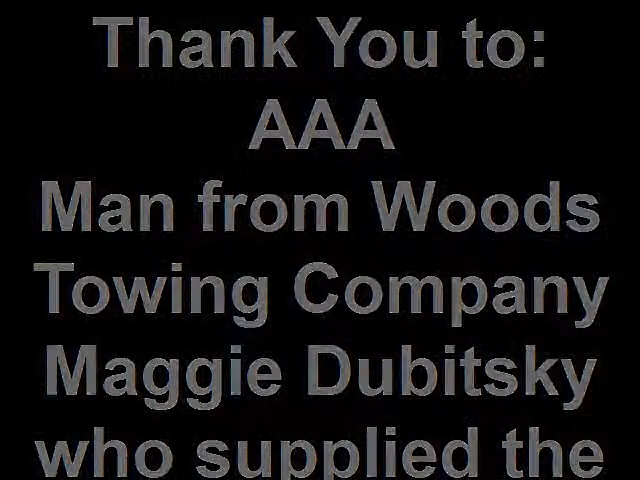 Thank You to:
AAA
Man from Woods
Towing Company
Maggie Dubitsky
who supplied the